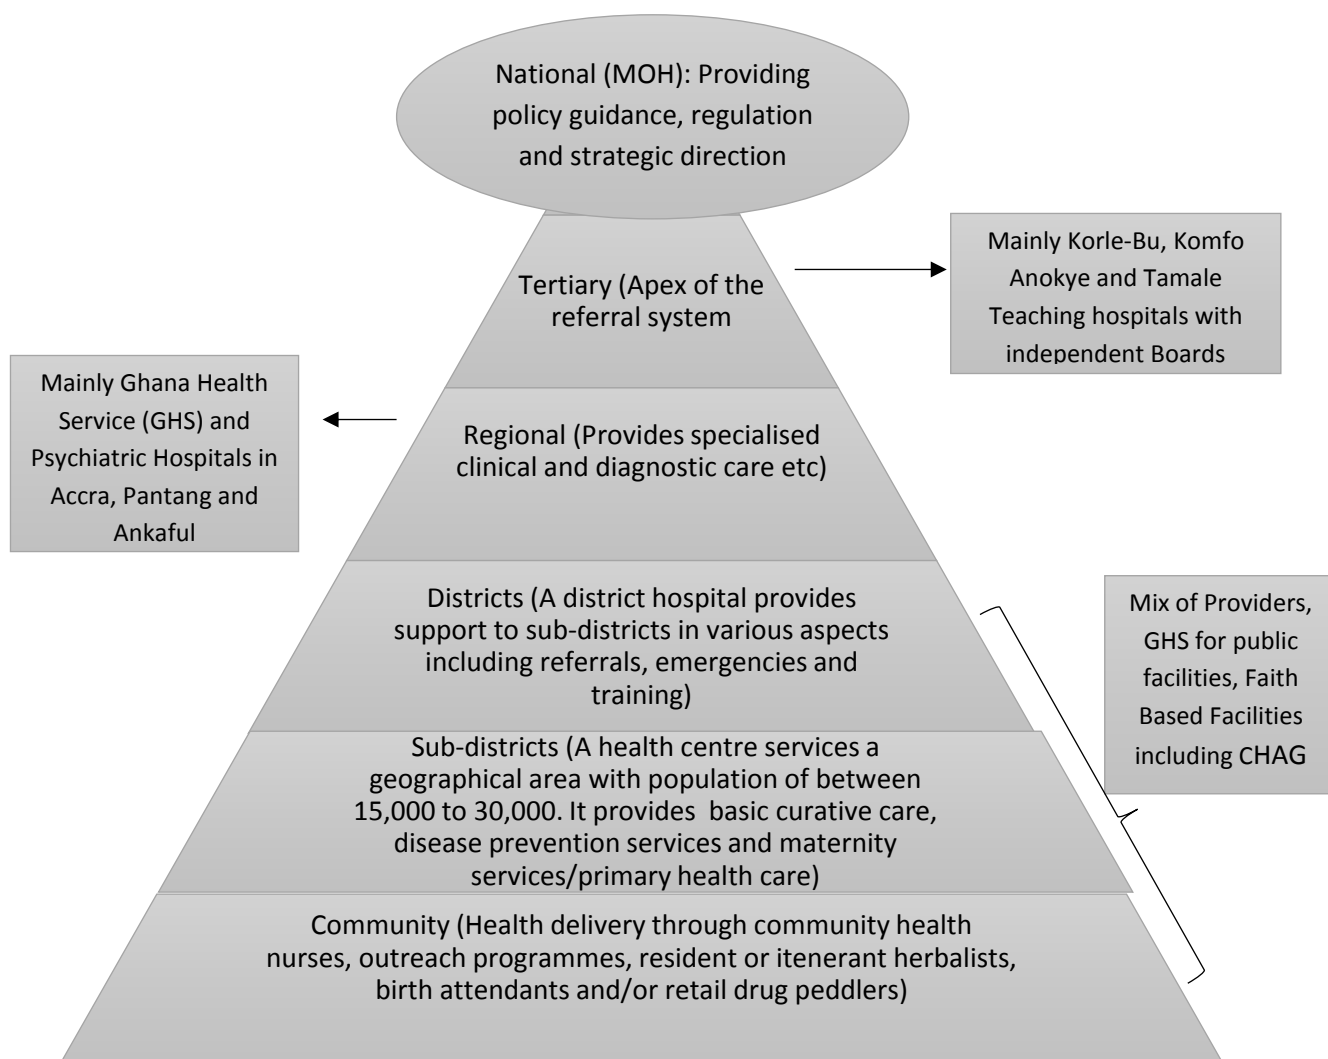 National (MOH): Providing
policy guidance, regulation
and strategic direction
Mainly Korle-Bu, Komfo
Anokye and Tamale
Teaching hospitals with
independent Boards
Tertiary (Apex of the
referral system
Mainly Ghana Health
Service (GHS) and
Psychiatric Hospitals in
Accra, Pantang and
Ankaful
Regional (Provides specialised
clinical and diagnostic care etc)
Districts (A district hospital provides
support to sub-districts in various aspects
including referrals, emergencies and
training)
Mix of Providers,
GHS for public
facilities, Faith
Based Facilities
including CHAG
Sub-districts (A health centre services a
geographical area with population of between
15,000 to 30,000. It provides  basic curative care,
disease prevention services and maternity
services/primary health care)
Community (Health delivery through community health
nurses, outreach programmes, resident or itenerant herbalists,
birth attendants and/or retail drug peddlers)